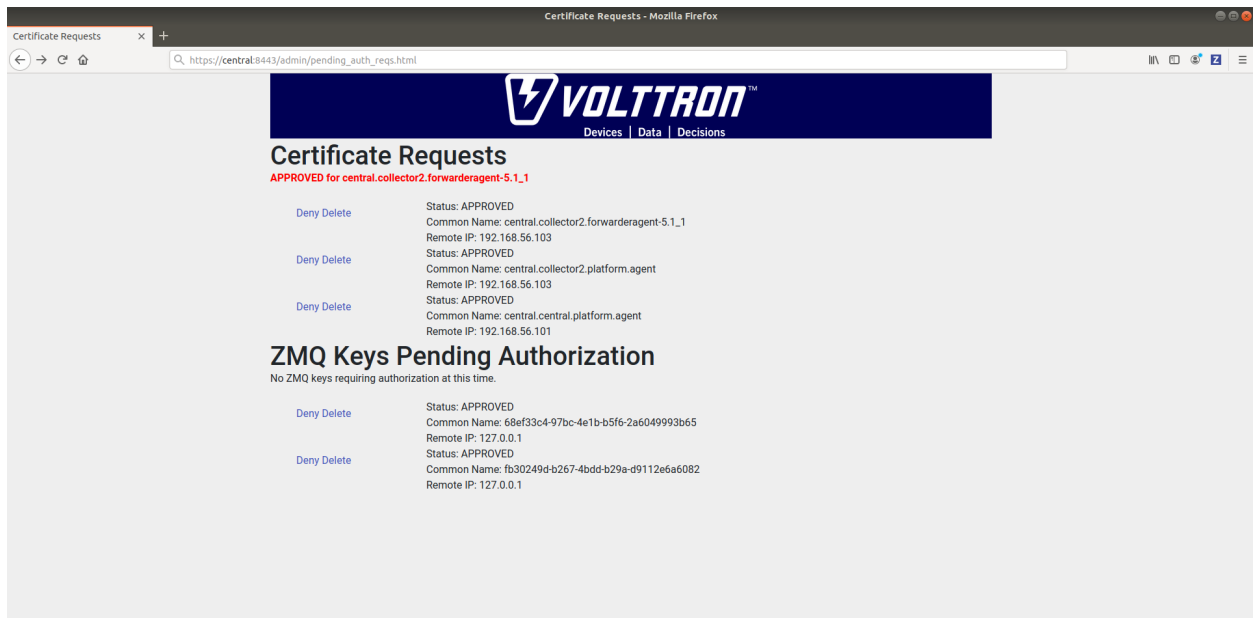 Certificate Requests - Mozilla Firefox
Certificate Requests
https://central:8443/admin/pending_auth_reqs.html
Z
VOLTTRON™
Devices | Data | Decisions
Certificate Requests
APPROVED for central.collector2.forwarderagent-5.1_1
Deny Delete
Status: APPROVED
Common Name: central.collector2.forwarderagent-5.1_1
Remote IP: 192.168.56.103
Deny Delete
Status: APPROVED
Common Name: central.collector2.platform.agent
Remote IP: 192.168.56.103
Deny Delete
Status: APPROVED
Common Name: central.central.platform.agent
Remote IP: 192.168.56.101
ZMQ Keys Pending Authorization
No ZMQ keys requiring authorization at this time.
Deny Delete
Status: APPROVED
Common Name: 68ef33c4-97bc-4e1b-b5f6-2a6049993b65
Remote IP: 127.0.0.1
Deny Delete
Status: APPROVED
Common Name: fb30249d-b267-4bdd-b29a-d9112e6a6082
Remote IP: 127.0.0.1